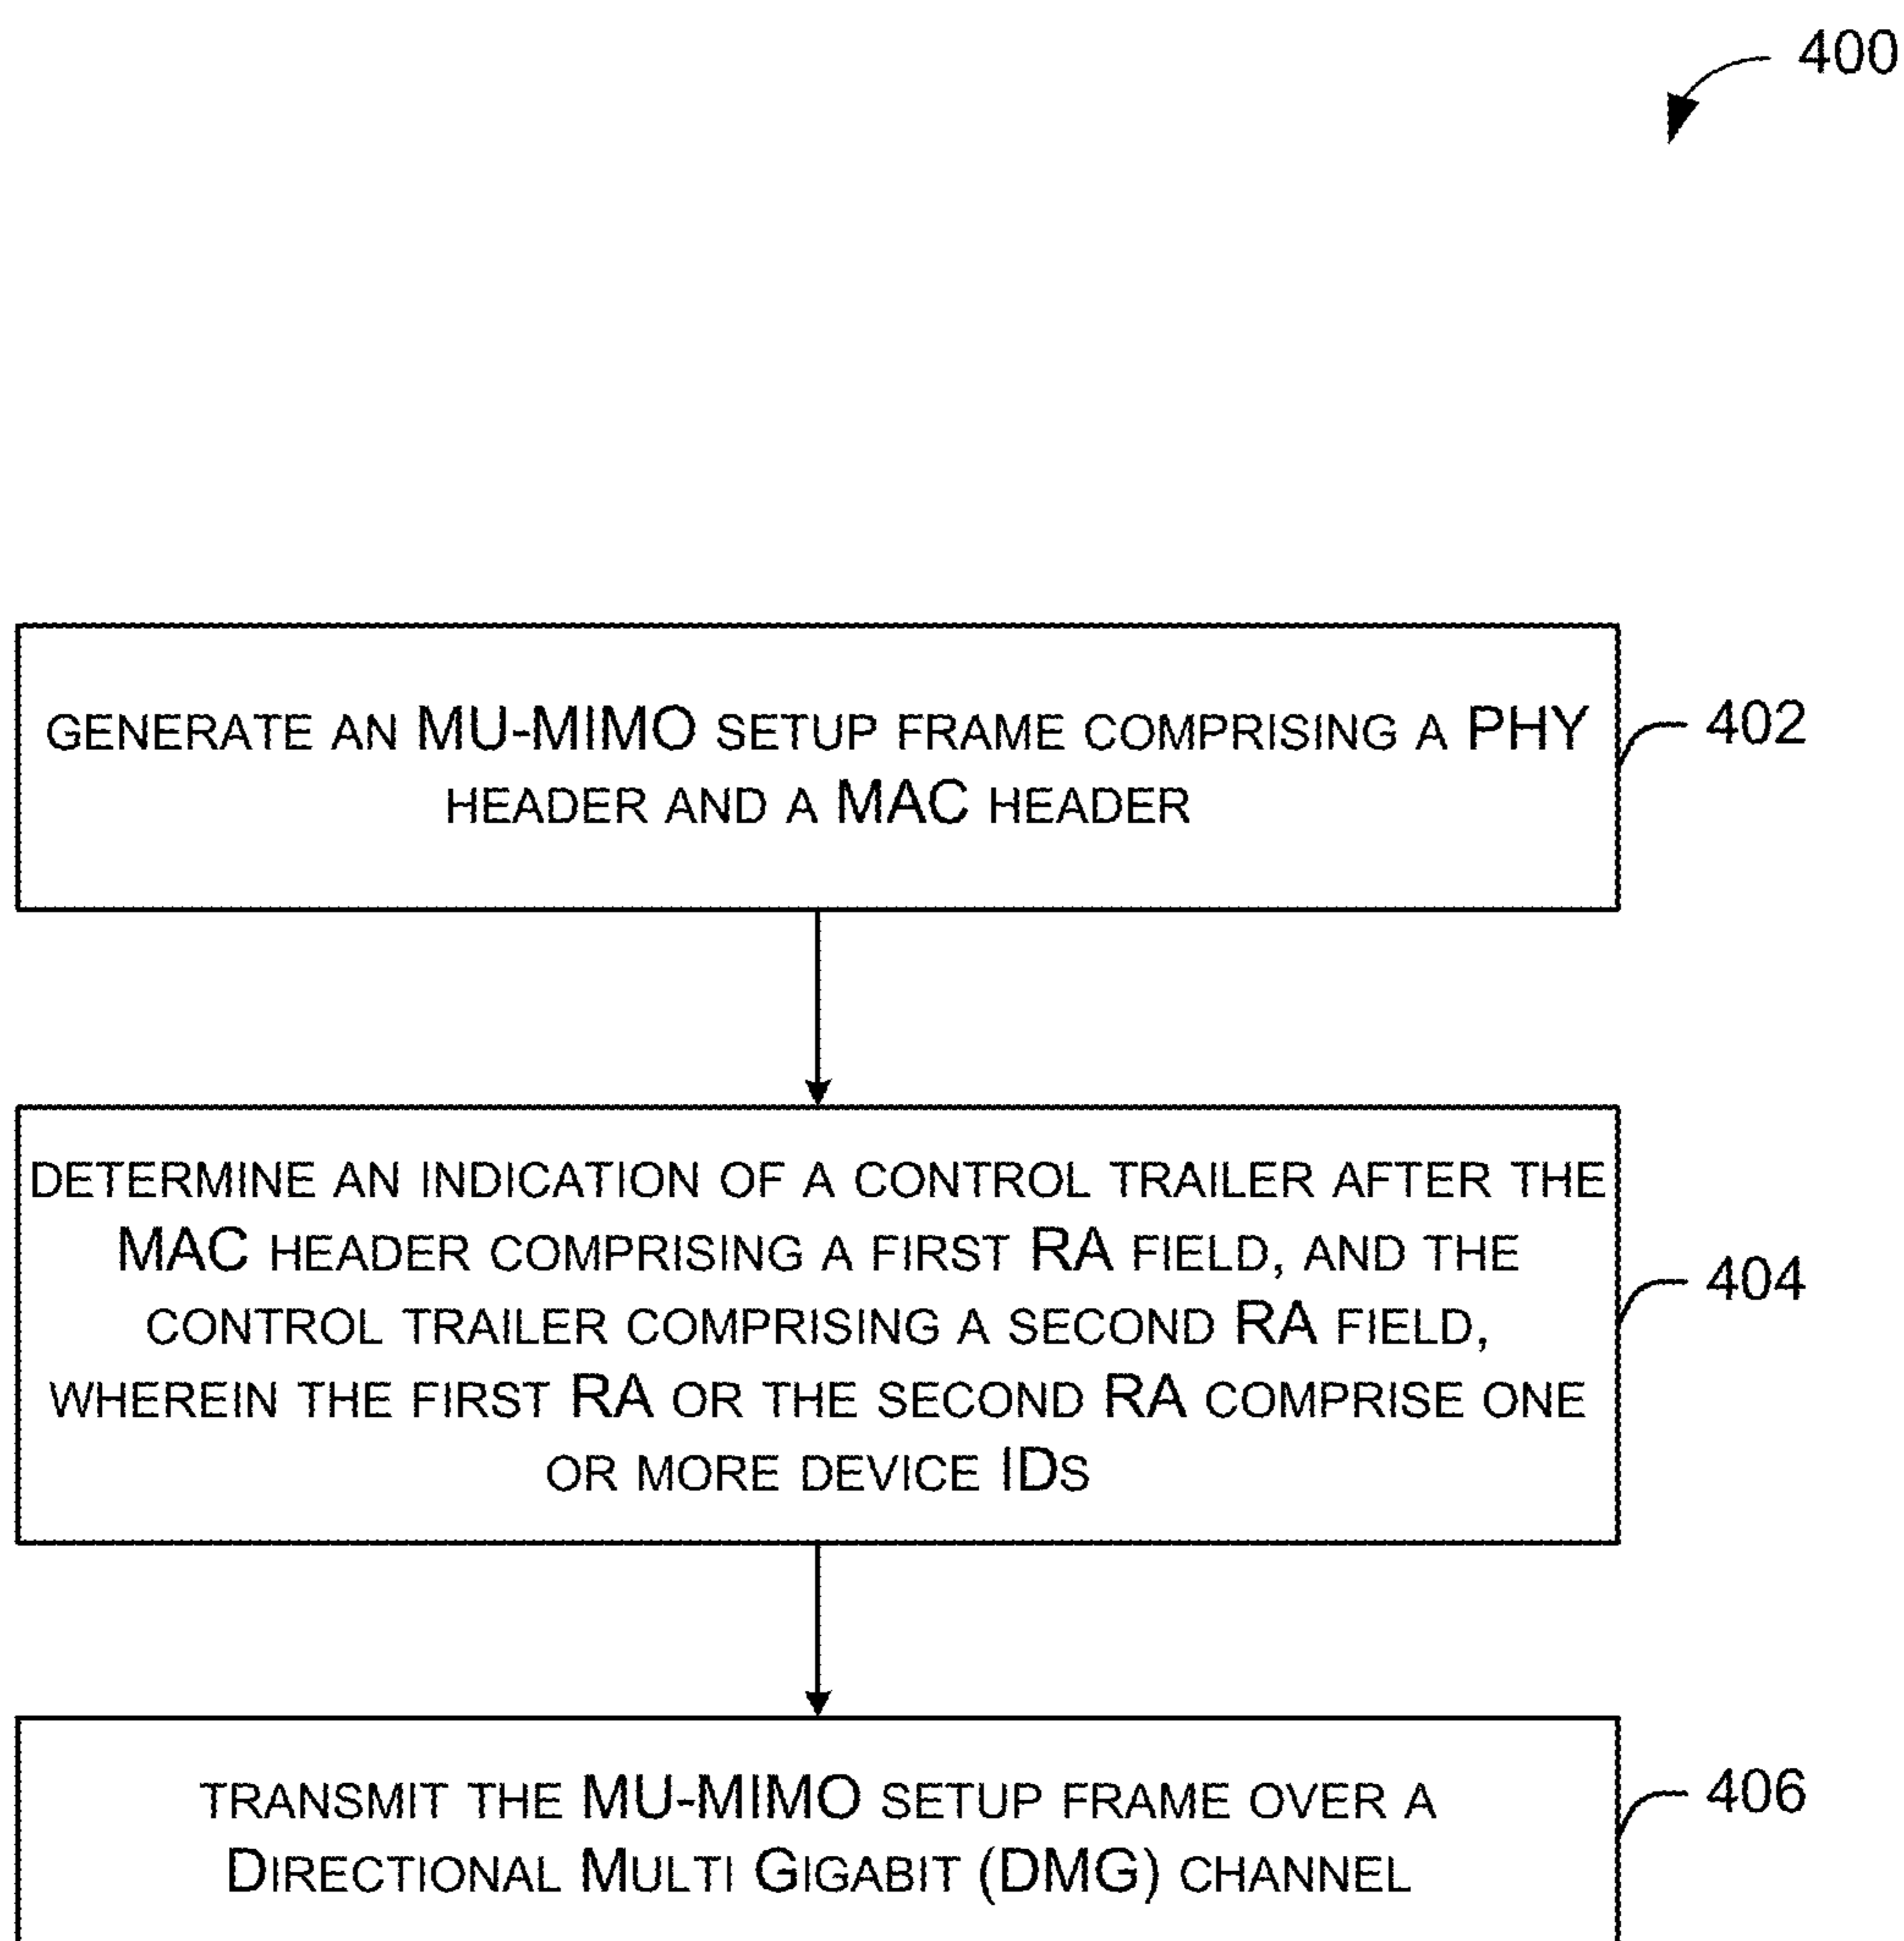 400
GENERATE AN MU-MIMO SETUP FRAME COMPRISING A PHY
HEADER AND A MAC HEADER
402
DETERMINE AN INDICATION OF A CONTROL TRAILER AFTER THE
MAC HEADER COMPRISING A FIRST RA FIELD, AND THE
CONTROL TRAILER COMPRISING A SECOND RA FIELD,
WHEREIN THE FIRST RA OR THE SECOND RA COMPRISE ONE
OR MORE DEVICE IDS
404
TRANSMIT THE MU-MIMO SETUP FRAME OVER A
DIRECTIONAL MULTI GIGABIT (DMG) CHANNEL
406